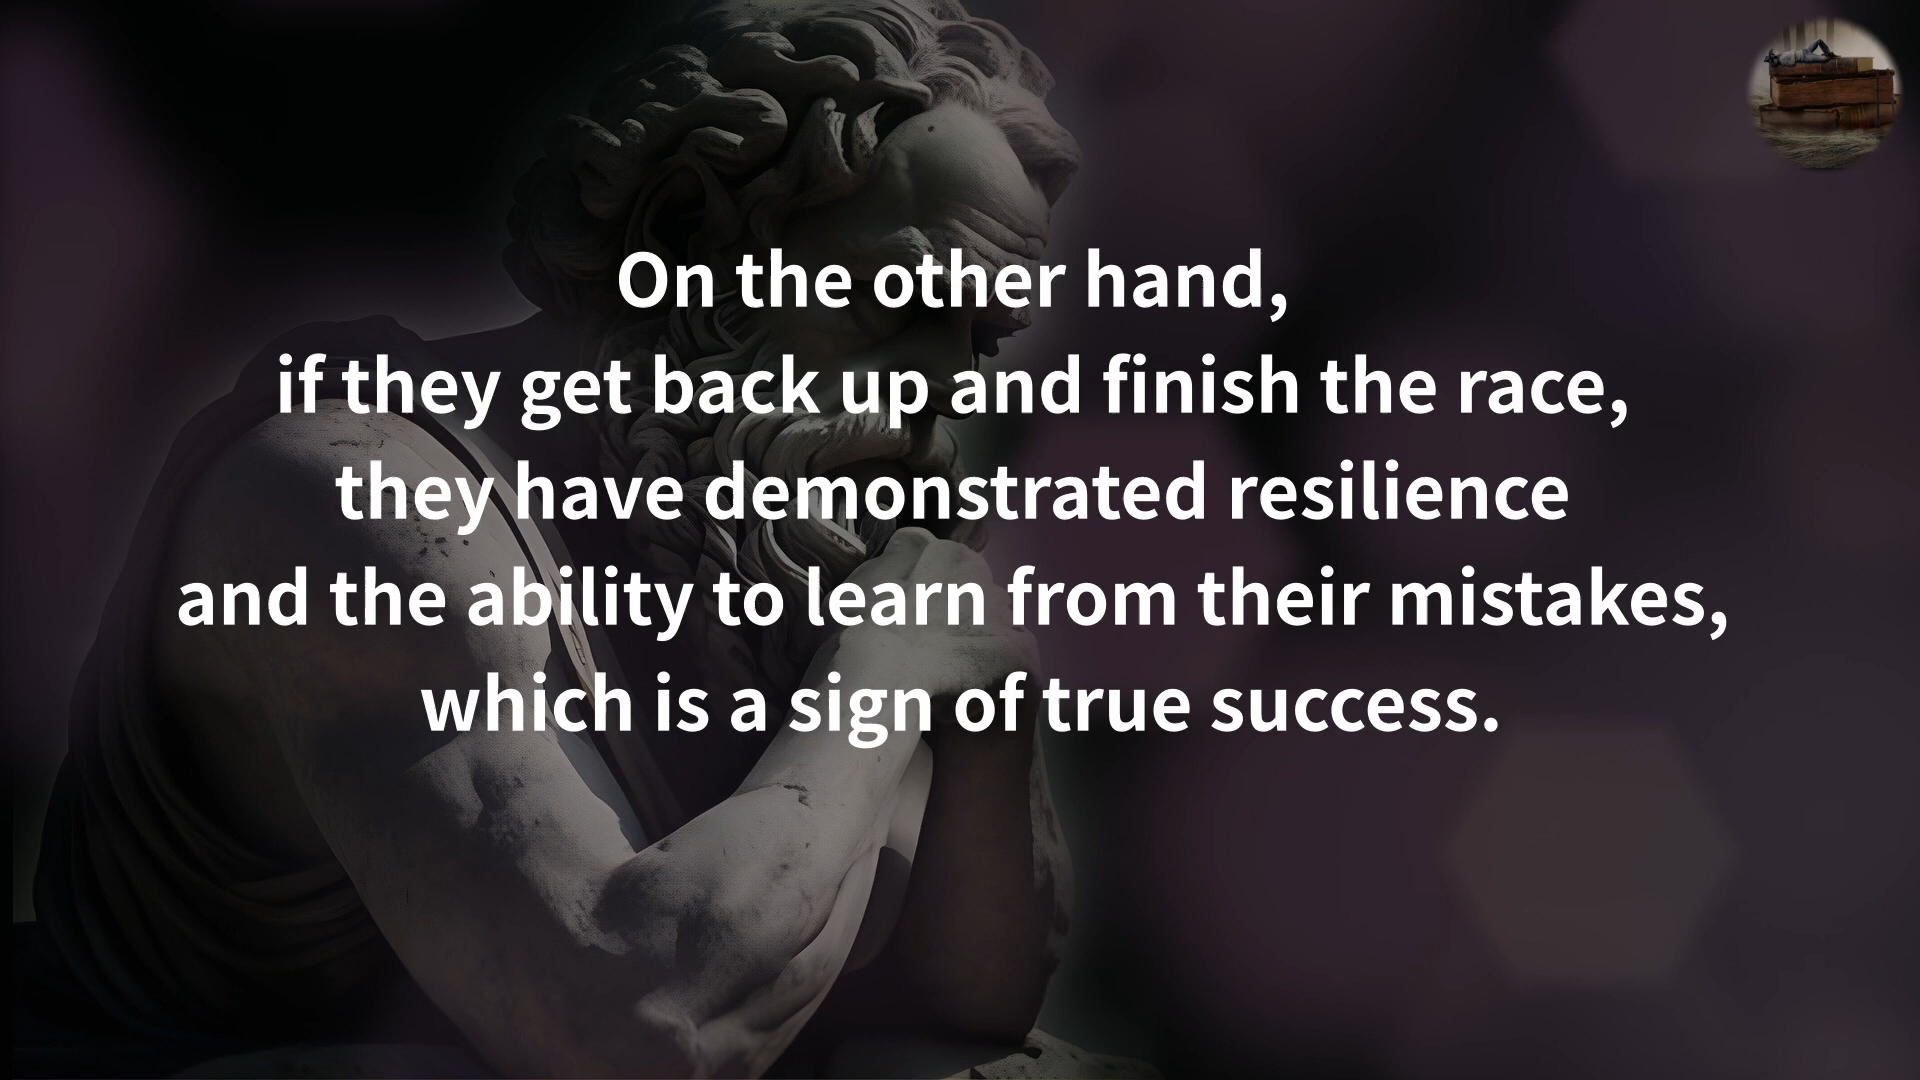 On the other hand,
if they get back up and finish the race,
they have demonstrated resilience
and the ability to learn from their mistakes,
which is a sign of true success.